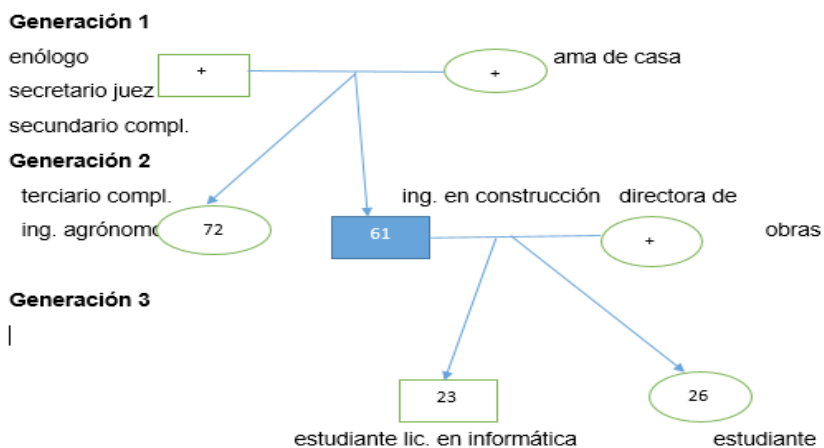 Generación 1
enólogo
+
+
ama de casa
secretario juez
secundario compl.
Generación 2
terciario compl.
ing. en construcción directora de
ing. agrónomo
72
61
+
obras
Generación 3
23
26
estudiante lic. en informática
estudiante